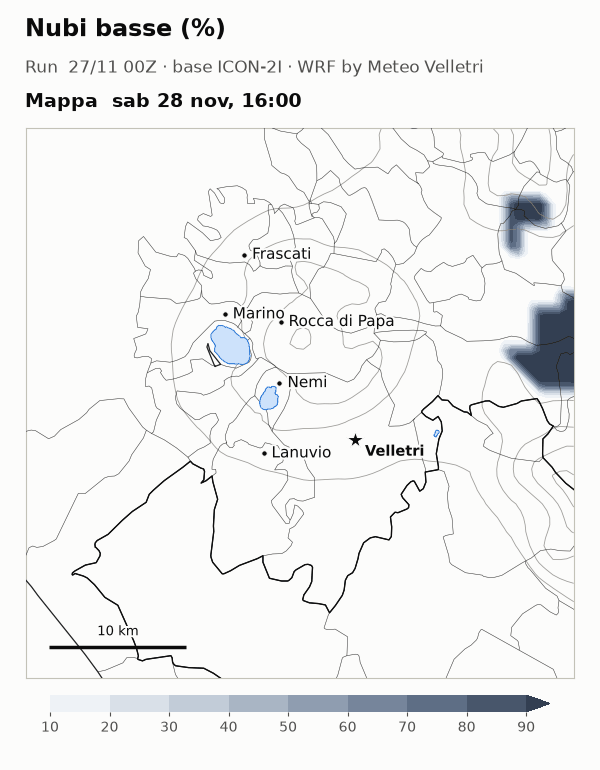 Nubi basse (%)
Run  27/11 00Z · base ICON-2I · WRF by Meteo Velletri
Mappa  sab 28 nov, 16:00
Frascati
Marino
Rocca di Papa
Nemi
Velletri
Lanuvio
10 km
10 20 30 40 50 60 70 80 90